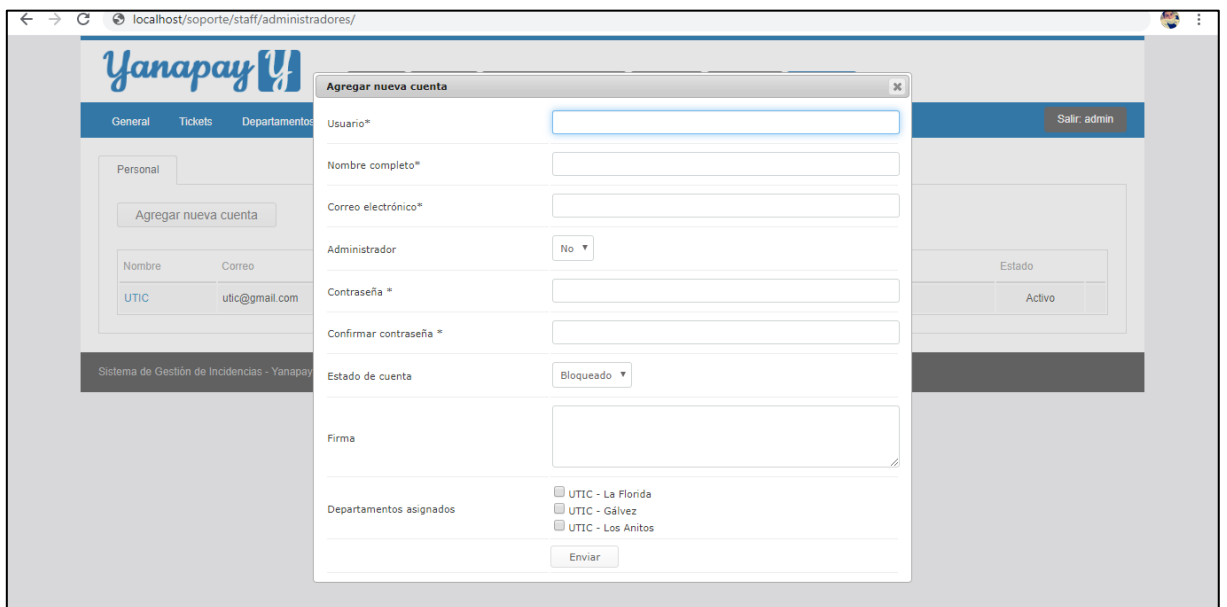 localhost/soporte/staff/administradores/
Yanapay y
Agregar nueva cuenta
General Tickets Departamentos
Salir: admin
Usuario*
Nombre completo*
Personal
Correo electrónico*
Agregar nueva cuenta
Administrador No
Nombre Correo
Estado
Contraseña *
UTIC utic@gmail.com
Activo
Confirmar contraseña *
Sistema de Gestión de Incidencias - Yanapay
Estado de cuenta Bloqueado
Firma
Departamentos asignados
UTIC - La Florida
UTIC - Gálvez
UTIC - Los Anitos
Enviar